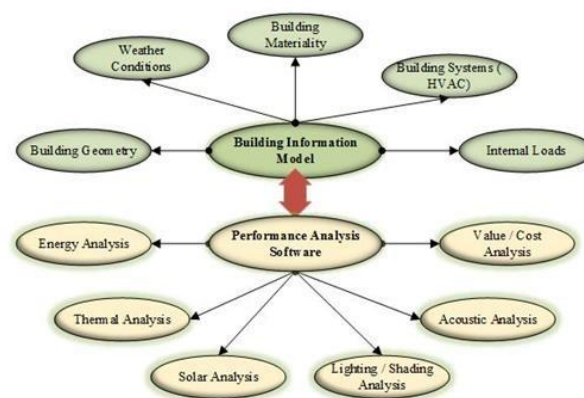 Building
Materiality
Weather
Conditions
Building Systems (
HVAC)
Building Geometry
Building Information
Model
Internal Loads
Energy Analysis
Performance Analysis
Software
Value / Cost
Analysis
Thermal Analysis
Acoustic Analysis
Solar Analysis
Lighting / Shading
Analysis